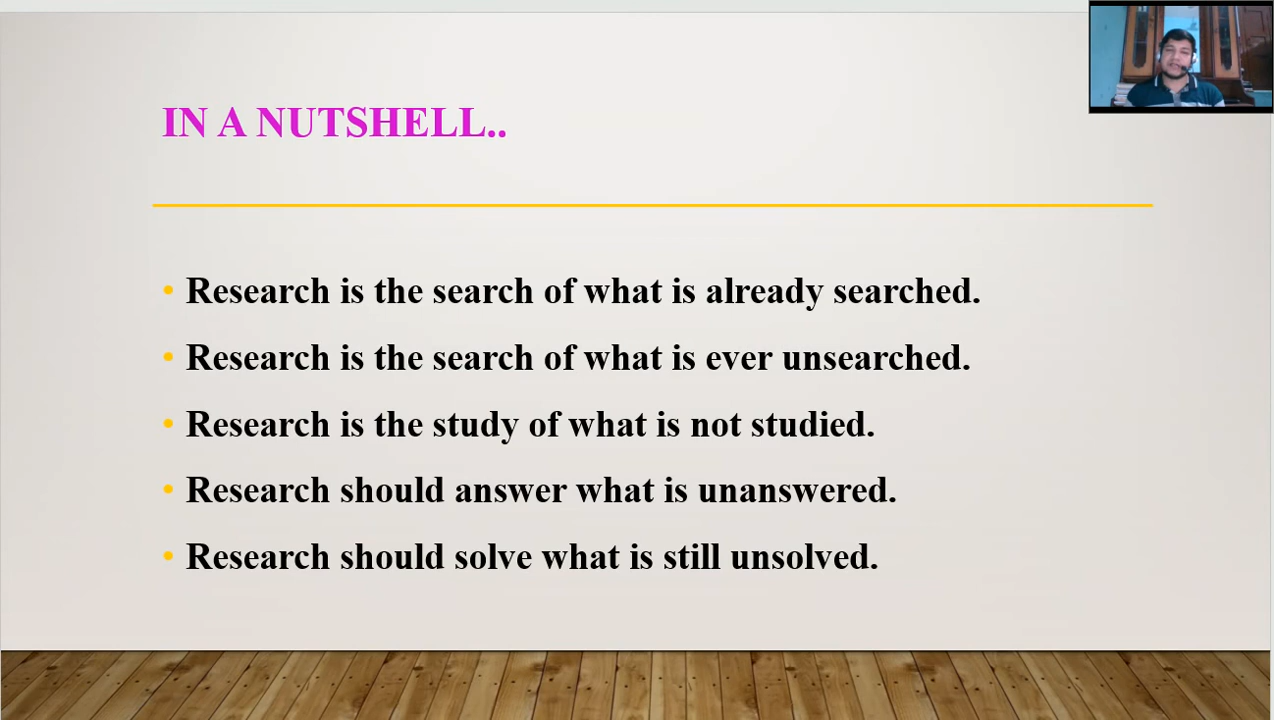 IN A NUTSHELL..
• Research is the search of what is already searched.
• Research is the search of what is ever unsearched.
• Research is the study of what is not studied.
• Research should answer what is unanswered.
• Research should solve what is still unsolved.